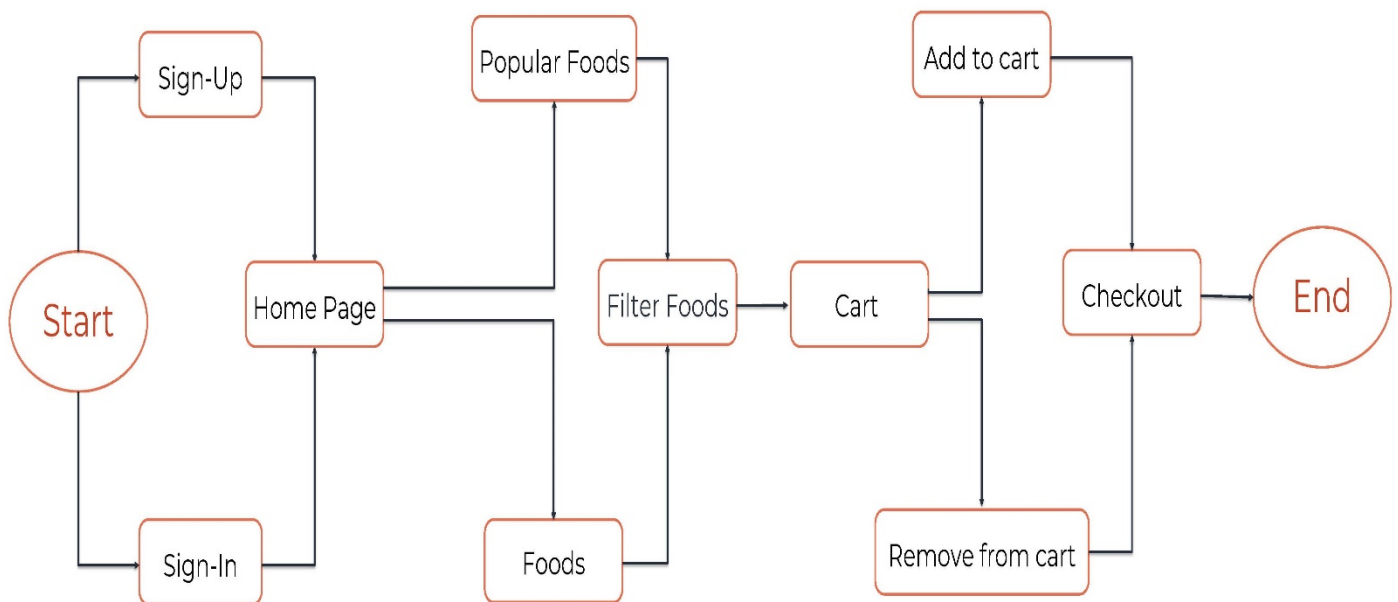 Start
Sign-Up
Sign-In
Home Page
Popular Foods
Foods
Filter Foods
Cart
Add to cart
Remove from cart
Checkout
End